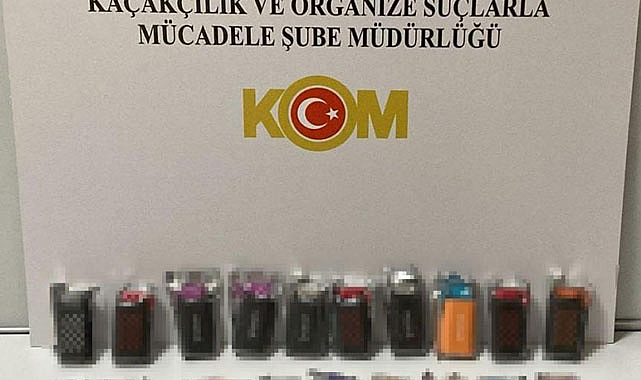 KAÇAKÇILIK VE ORGANİZE SUÇLARLA
MÜCADELE ŞUBE MÜDÜRLÜĞÜ
KOM